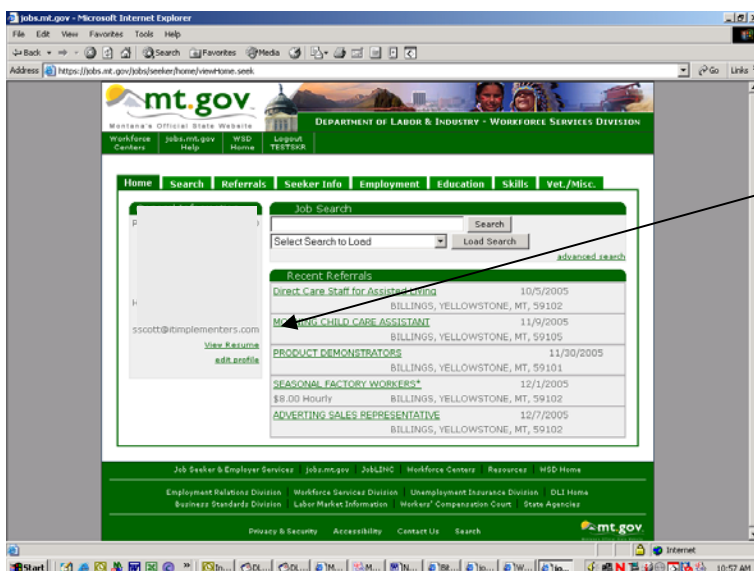 jobs.mt.gov - Microsoft Internet Explorer
File Edit View Favorites Tools Help
Back Search Favorites Media
Address https://jobs.mt.gov/jobs/seeker/home/viewHome.seek Go Links
mt.gov
Montana's Official State Website
DEPARTMENT OF LABOR & INDUSTRY - WORKFORCE SERVICES DIVISION
Workforce Centers jobs.mt.gov Help WSD Home Logout TESTSKR
Home Search Referrals Seeker Info Employment Education Skills Vet./Misc.
Job Search
Search
Select Search to Load Load Search
advanced search
Recent Referrals
Direct Care Staff for Assisted Living 10/5/2005
BILLINGS, YELLOWSTONE, MT, 59102
CHILD CARE ASSISTANT 11/9/2005
sscott@itimplementers.com BILLINGS, YELLOWSTONE, MT, 59105
View Resume
edit profile
PRODUCT DEMONSTRATORS 11/30/2005
BILLINGS, YELLOWSTONE, MT, 59101
SEASONAL FACTORY WORKERS* 12/1/2005
$8.00 Hourly BILLINGS, YELLOWSTONE, MT, 59102
ADVERTING SALES REPRESENTATIVE 12/7/2005
BILLINGS, YELLOWSTONE, MT, 59102
Job Seeker & Employer Services jobs.mt.gov JobLINC Workforce Centers Resources WSD Home
Employment Relations Division Workforce Services Division Unemployment Insurance Division DLI Home
Business Standards Division Labor Market Information Workers' Compensation Court State Agencies
Privacy & Security Accessibility Contact Us Search
mt.gov
Internet
Start 10:57 AM